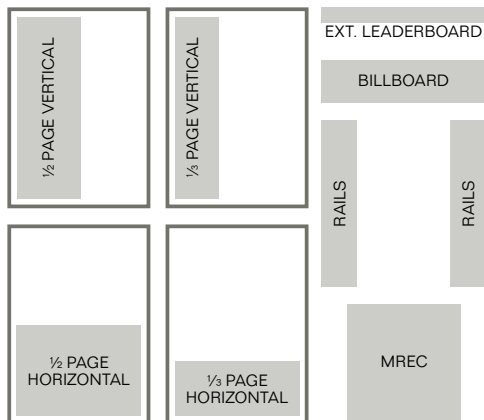 ½ PAGE VERTICAL
⅓ PAGE VERTICAL
EXT. LEADERBOARD
BILLBOARD
RAILS
RAILS
½ PAGE
HORIZONTAL
⅓ PAGE
HORIZONTAL
MREC